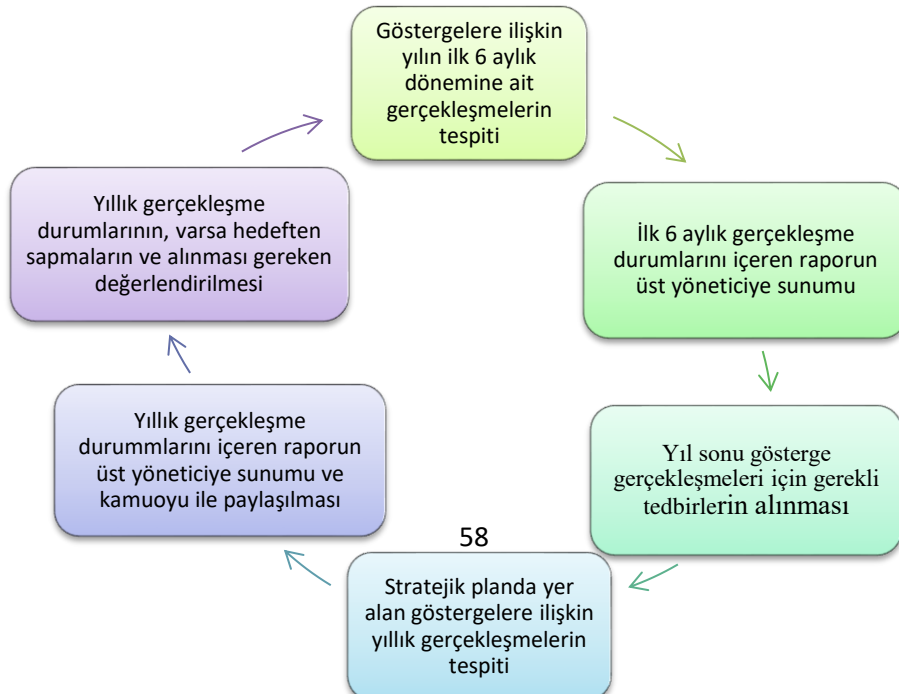 Göstergelere ilişkin
yılın ilk 6 aylık
dönemine ait
gerçekleşmelerin
tespiti
İlk 6 aylık gerçekleşme
durumlarını içeren raporun
üst yöneticiye sunumu
Yıl sonu gösterge
gerçekleşmeleri için gerekli
tedbirlerin alınması
58
Stratejik planda yer
alan göstergelere ilişkin
yıllık gerçekleşmelerin
tespiti
Yıllık gerçekleşme
durummlarını içeren raporun
üst yöneticiye sunumu ve
kamuoyu ile paylaşılması
Yıllık gerçekleşme
durumlarının, varsa hedeften
sapmaların ve alınması gereken
değerlendirilmesi